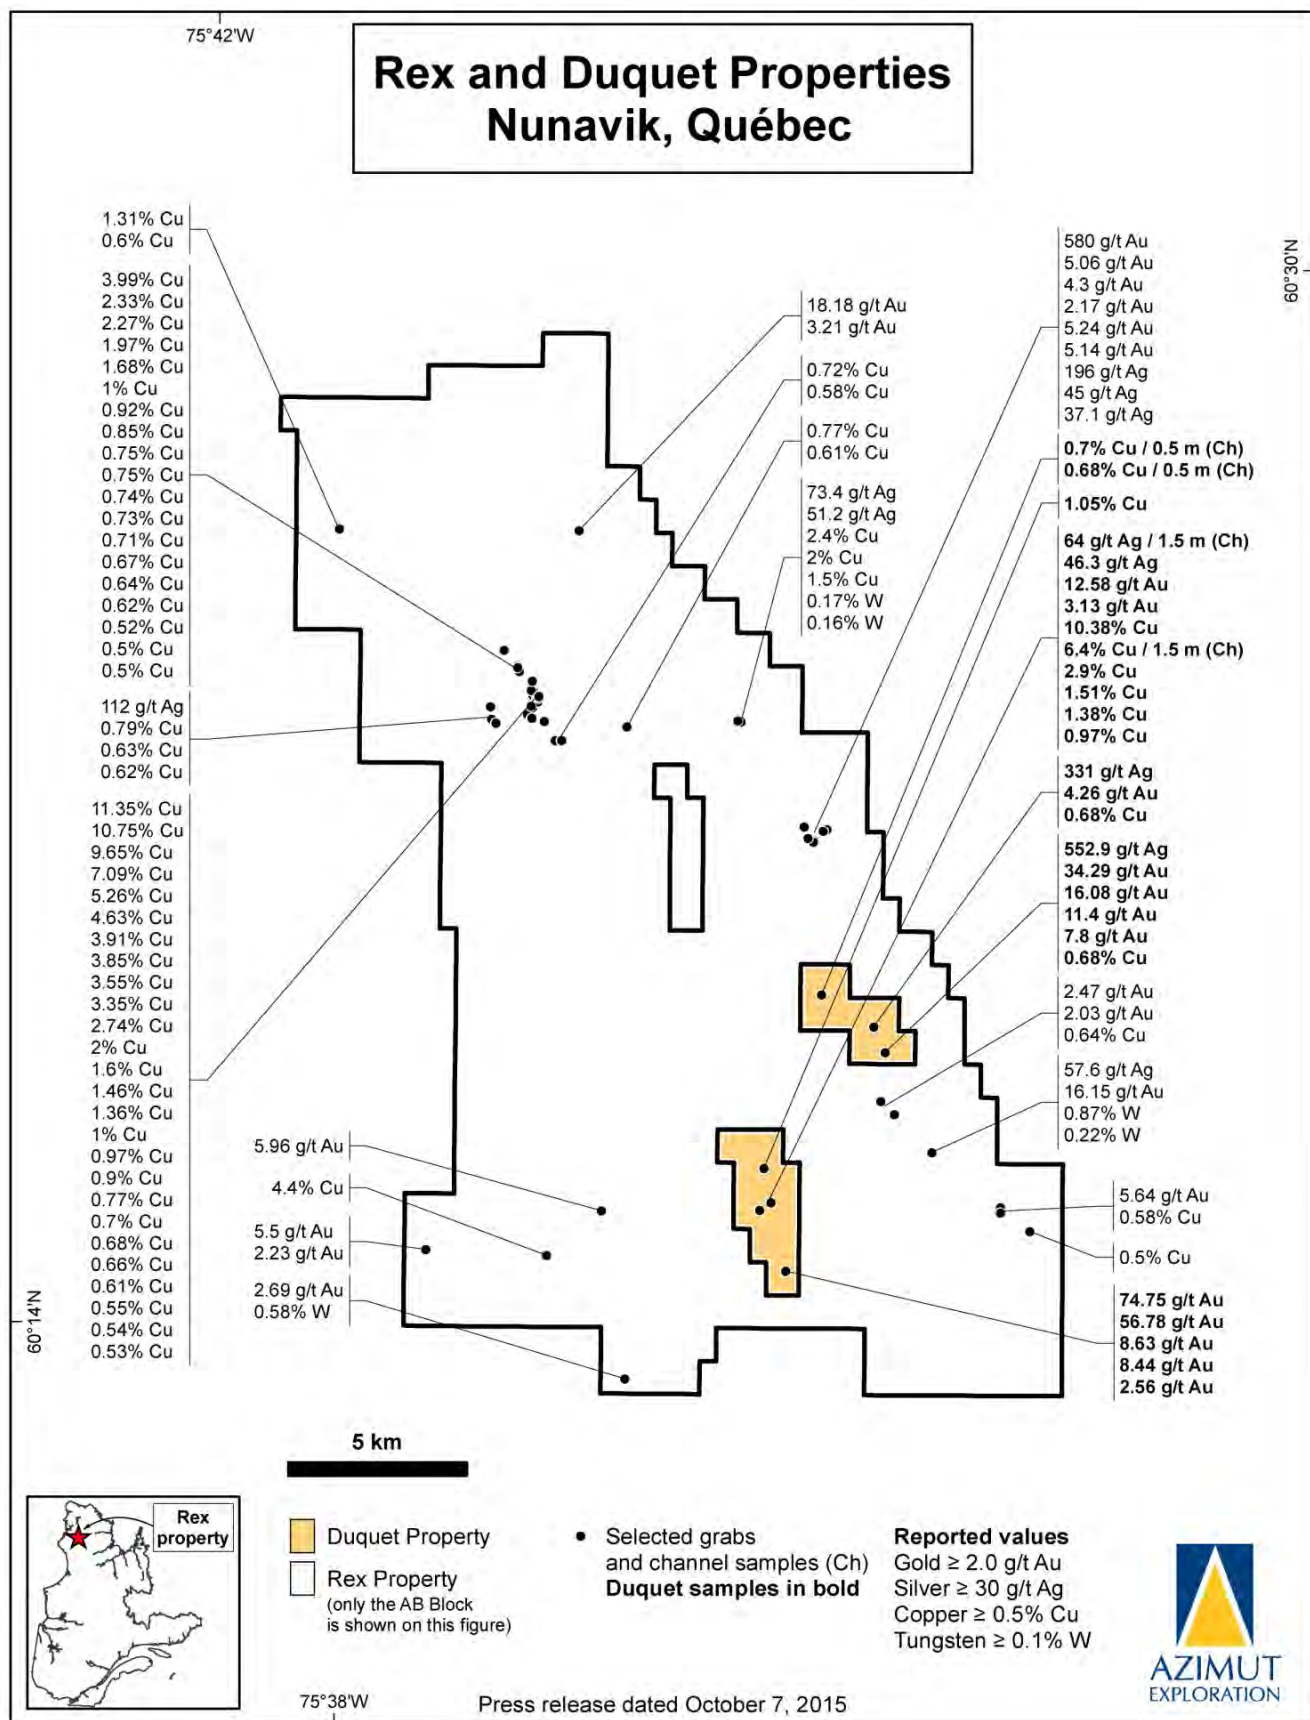 75°42'W
Rex and Duquet Properties
Nunavik, Québec
60°30'N
1.31% Cu
0.6% Cu
3.99% Cu
2.33% Cu
2.27% Cu
1.97% Cu
1.68% Cu
1% Cu
0.92% Cu
0.85% Cu
0.75% Cu
0.75% Cu
0.74% Cu
0.73% Cu
0.71% Cu
0.67% Cu
0.64% Cu
0.62% Cu
0.52% Cu
0.5% Cu
0.5% Cu
112 g/t Ag
0.79% Cu
0.63% Cu
0.62% Cu
11.35% Cu
10.75% Cu
9.65% Cu
7.09% Cu
5.26% Cu
4.63% Cu
3.91% Cu
3.85% Cu
3.55% Cu
3.35% Cu
2.74% Cu
2% Cu
1.6% Cu
1.46% Cu
1.36% Cu
1% Cu
0.97% Cu
0.9% Cu
0.77% Cu
0.7% Cu
0.68% Cu
0.66% Cu
0.61% Cu
0.55% Cu
0.54% Cu
0.53% Cu
5.96 g/t Au
4.4% Cu
5.5 g/t Au
2.23 g/t Au
2.69 g/t Au
0.58% W
18.18 g/t Au
3.21 g/t Au
0.72% Cu
0.58% Cu
0.77% Cu
0.61% Cu
73.4 g/t Ag
51.2 g/t Ag
2.4% Cu
2% Cu
1.5% Cu
0.17% W
0.16% W
580 g/t Au
5.06 g/t Au
4.3 g/t Au
2.17 g/t Au
5.24 g/t Au
5.14 g/t Au
196 g/t Ag
45 g/t Ag
37.1 g/t Ag
0.7% Cu / 0.5 m (Ch)
0.68% Cu / 0.5 m (Ch)
1.05% Cu
64 g/t Ag / 1.5 m (Ch)
46.3 g/t Ag
12.58 g/t Au
3.13 g/t Au
10.38% Cu
6.4% Cu / 1.5 m (Ch)
2.9% Cu
1.51% Cu
1.38% Cu
0.97% Cu
331 g/t Ag
4.26 g/t Au
0.68% Cu
552.9 g/t Ag
34.29 g/t Au
16.08 g/t Au
11.4 g/t Au
7.8 g/t Au
0.68% Cu
2.47 g/t Au
2.03 g/t Au
0.64% Cu
57.6 g/t Ag
16.15 g/t Au
0.87% W
0.22% W
5.64 g/t Au
0.58% Cu
0.5% Cu
74.75 g/t Au
56.78 g/t Au
8.63 g/t Au
8.44 g/t Au
2.56 g/t Au
60°14'N
5 km
Rex
property
Duquet Property
Rex Property
(only the AB Block
is shown on this figure)
Selected grabs
and channel samples (Ch)
Duquet samples in bold
Reported values
Gold ≥ 2.0 g/t Au
Silver ≥ 30 g/t Ag
Copper ≥ 0.5% Cu
Tungsten ≥ 0.1% W
AZIMUT
EXPLORATION
75°38'W
Press release dated October 7, 2015